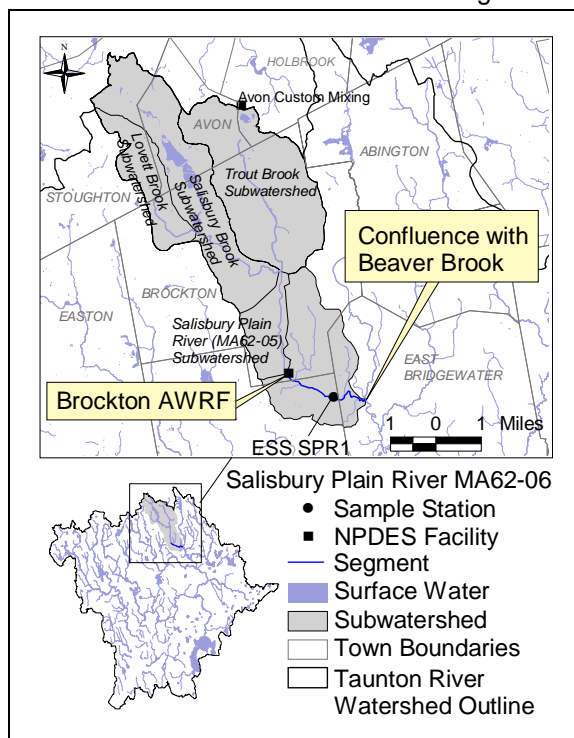 N
HOLBROOK
Avon Custom Mixing
AVON
ABINGTON
Lovett Brook
Subwatershed
Salisbury Brook
Subwatershed
Trout Brook
Subwatershed
STOUGHTON
Confluence with
Beaver Brook
BROCKTON
EASTON
Salisbury Plain
River (MA62-05)
Subwatershed
EAST
BRIDGEWATER
Brockton AWRF
1 0 1 Miles
ESS SPR1
Salisbury Plain River MA62-06
Sample Station
NPDES Facility
Segment
Surface Water
Subwatershed
Town Boundaries
Taunton River
Watershed Outline